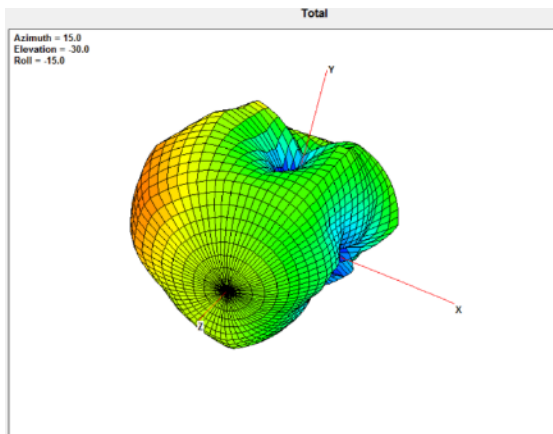 Total
Azimuth = 15.0
Elevation = -30.0
Roll = -15.0
Y
X
Z